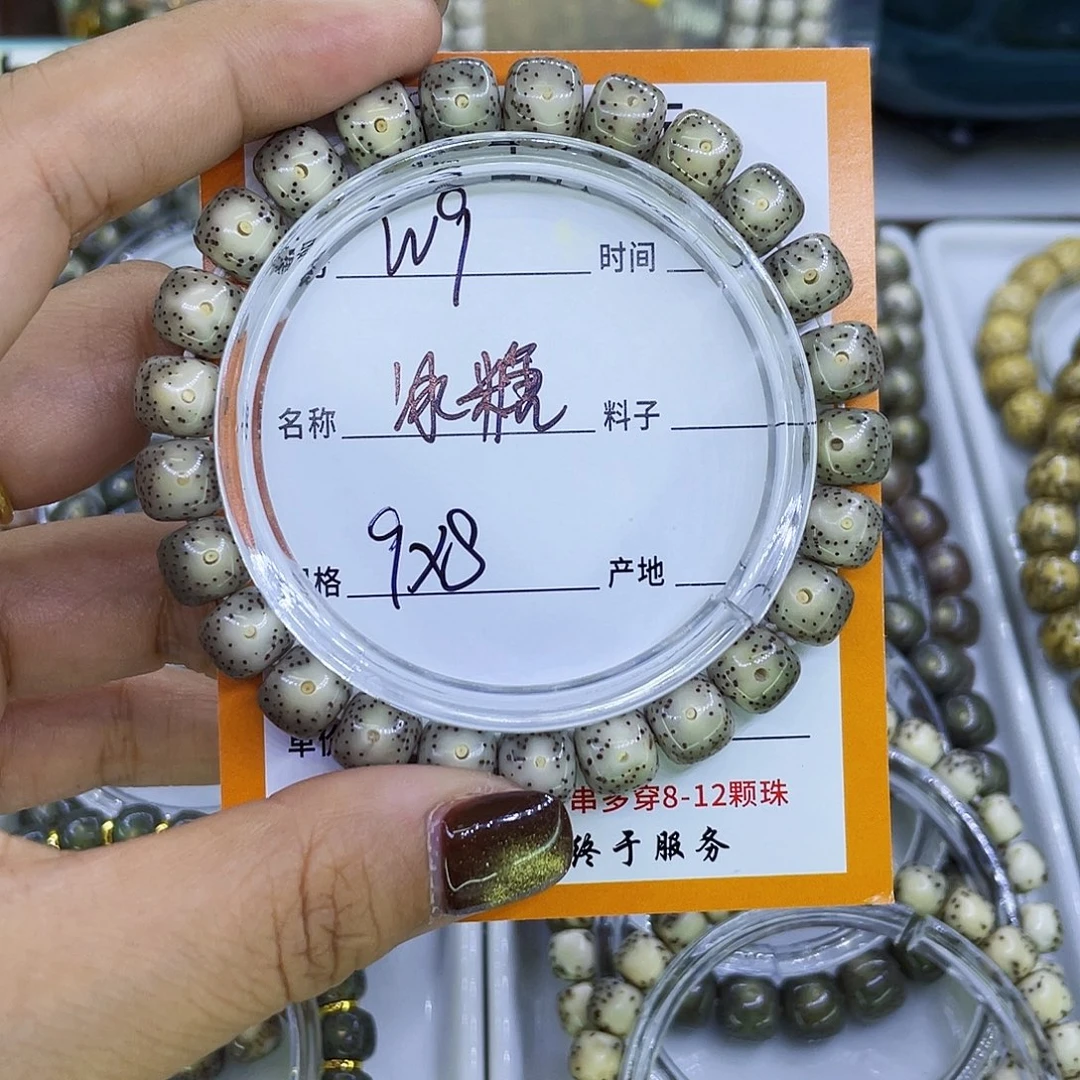 W9 时间
名称 冰糖 料子
格 9x8 产地
单价
串多穿8-12颗珠
终于服务